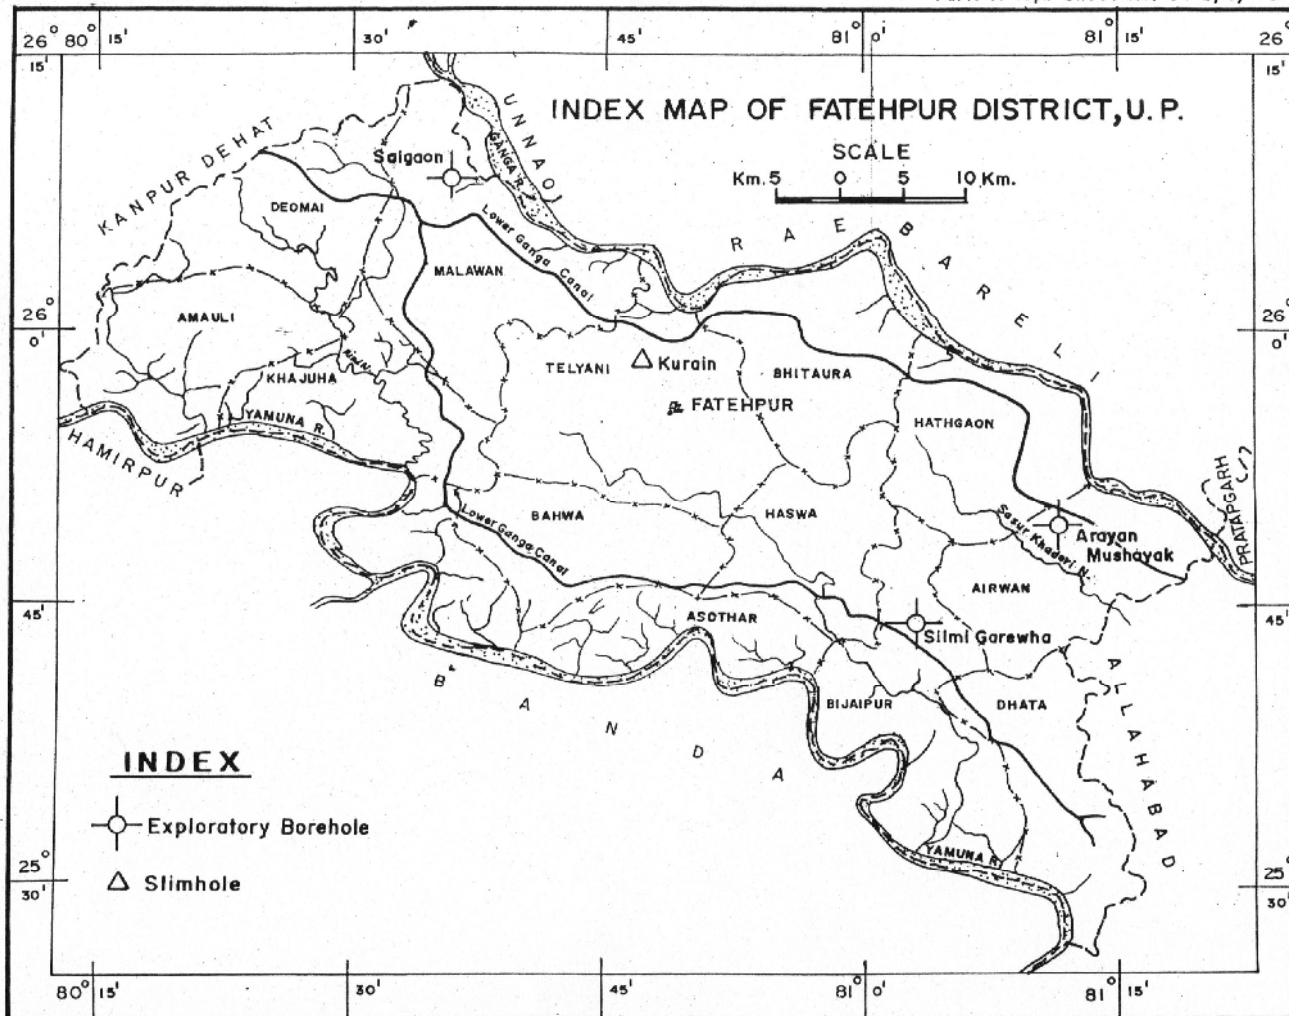 80° 15' 30' 45' 81° 0' 81° 15'
26° 15' 26° 15'
INDEX MAP OF FATEHPUR DISTRICT, U.P.
SCALE
Km. 5 0 5 10 Km.
UNNAO
GANGA R.
KANPUR DEHAT
Saigaon
DEOMAI
Lower Ganga Canal
RAE BARELI
MALAWAN
AMAULI
26° 0' 26° 0'
TELYANI
Kurain
BHITAURA
KHAJUHA
FATEHPUR
YAMUNA R.
HATHGAON
HAMIRPUR
PRATAPGARH
BAHWA
HASWA
Lower Ganga Canal
Sasur Khaderi N.
Arayan
Mushayak
AIRWAN
45' 45'
ASOTHAR
Silmi Garewha
BANDA
BIJAIPUR
DHATA
ALLAHABAD
INDEX
Exploratory Borehole
YAMUNA R.
Slimhole
25° 30' 25° 30'
80° 15' 30' 45' 81° 0' 81° 15'